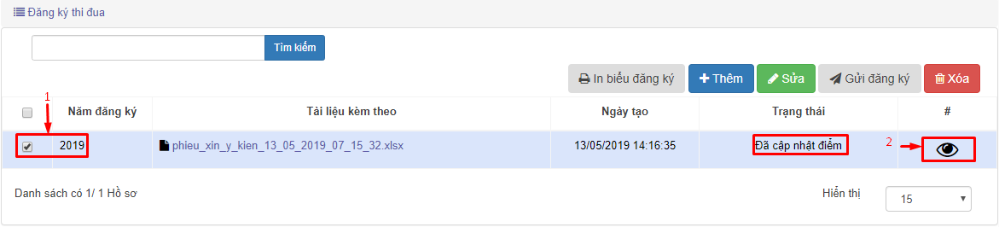 Đăng ký thi đua
Tìm kiếm
In biểu đăng ký Thêm Sửa Gửi đăng ký Xóa
1
Năm đăng ký Tài liệu kèm theo Ngày tạo Trạng thái #
2019 phieu_xin_y_kien_13_05_2019_07_15_32.xlsx 13/05/2019 14:16:35 Đã cập nhật điểm 2
Danh sách có 1/ 1 Hồ sơ Hiển thị 15